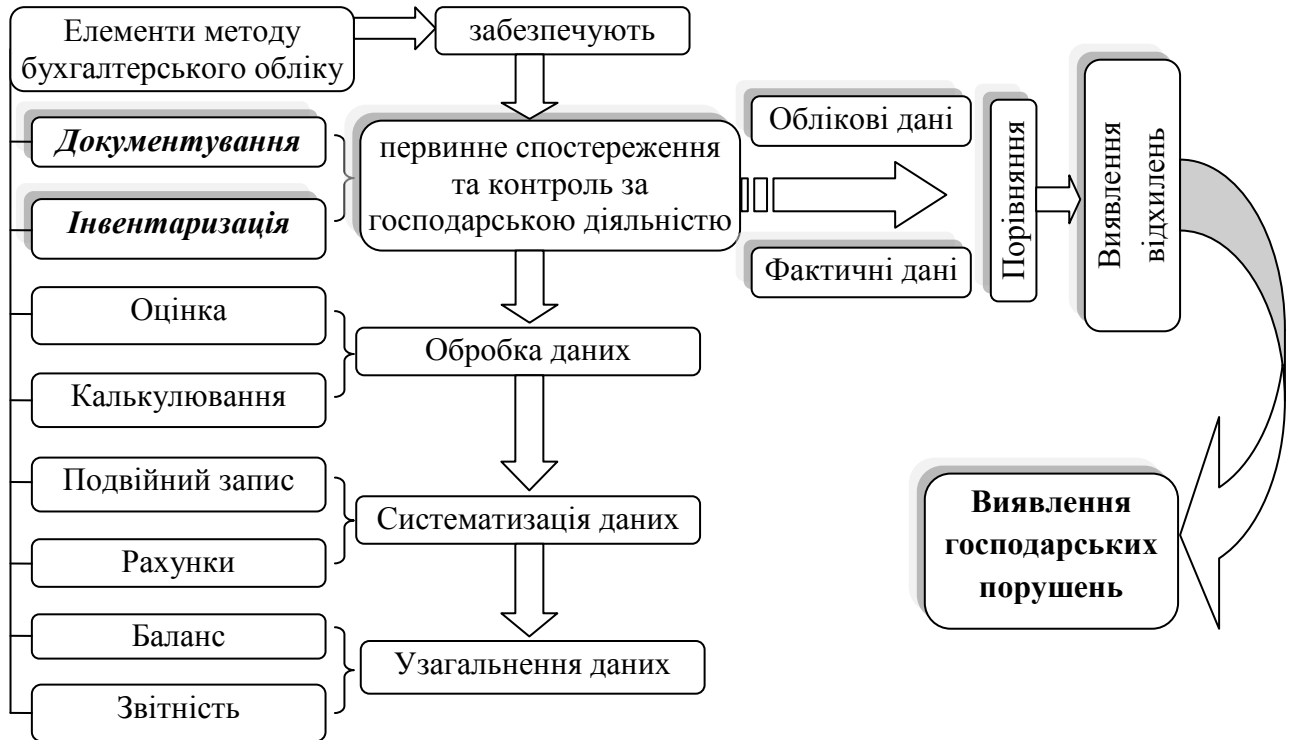 Елементи методу
бухгалтерського обліку
забезпечують
Документування
Інвентаризація
первинне спостереження
та контроль за
господарською діяльністю
Облікові дані
Фактичні дані
Порівняння
Виявлення
відхилень
Оцінка
Калькулювання
Обробка даних
Подвійний запис
Рахунки
Систематизація даних
Виявлення
господарських
порушень
Баланс
Звітність
Узагальнення даних